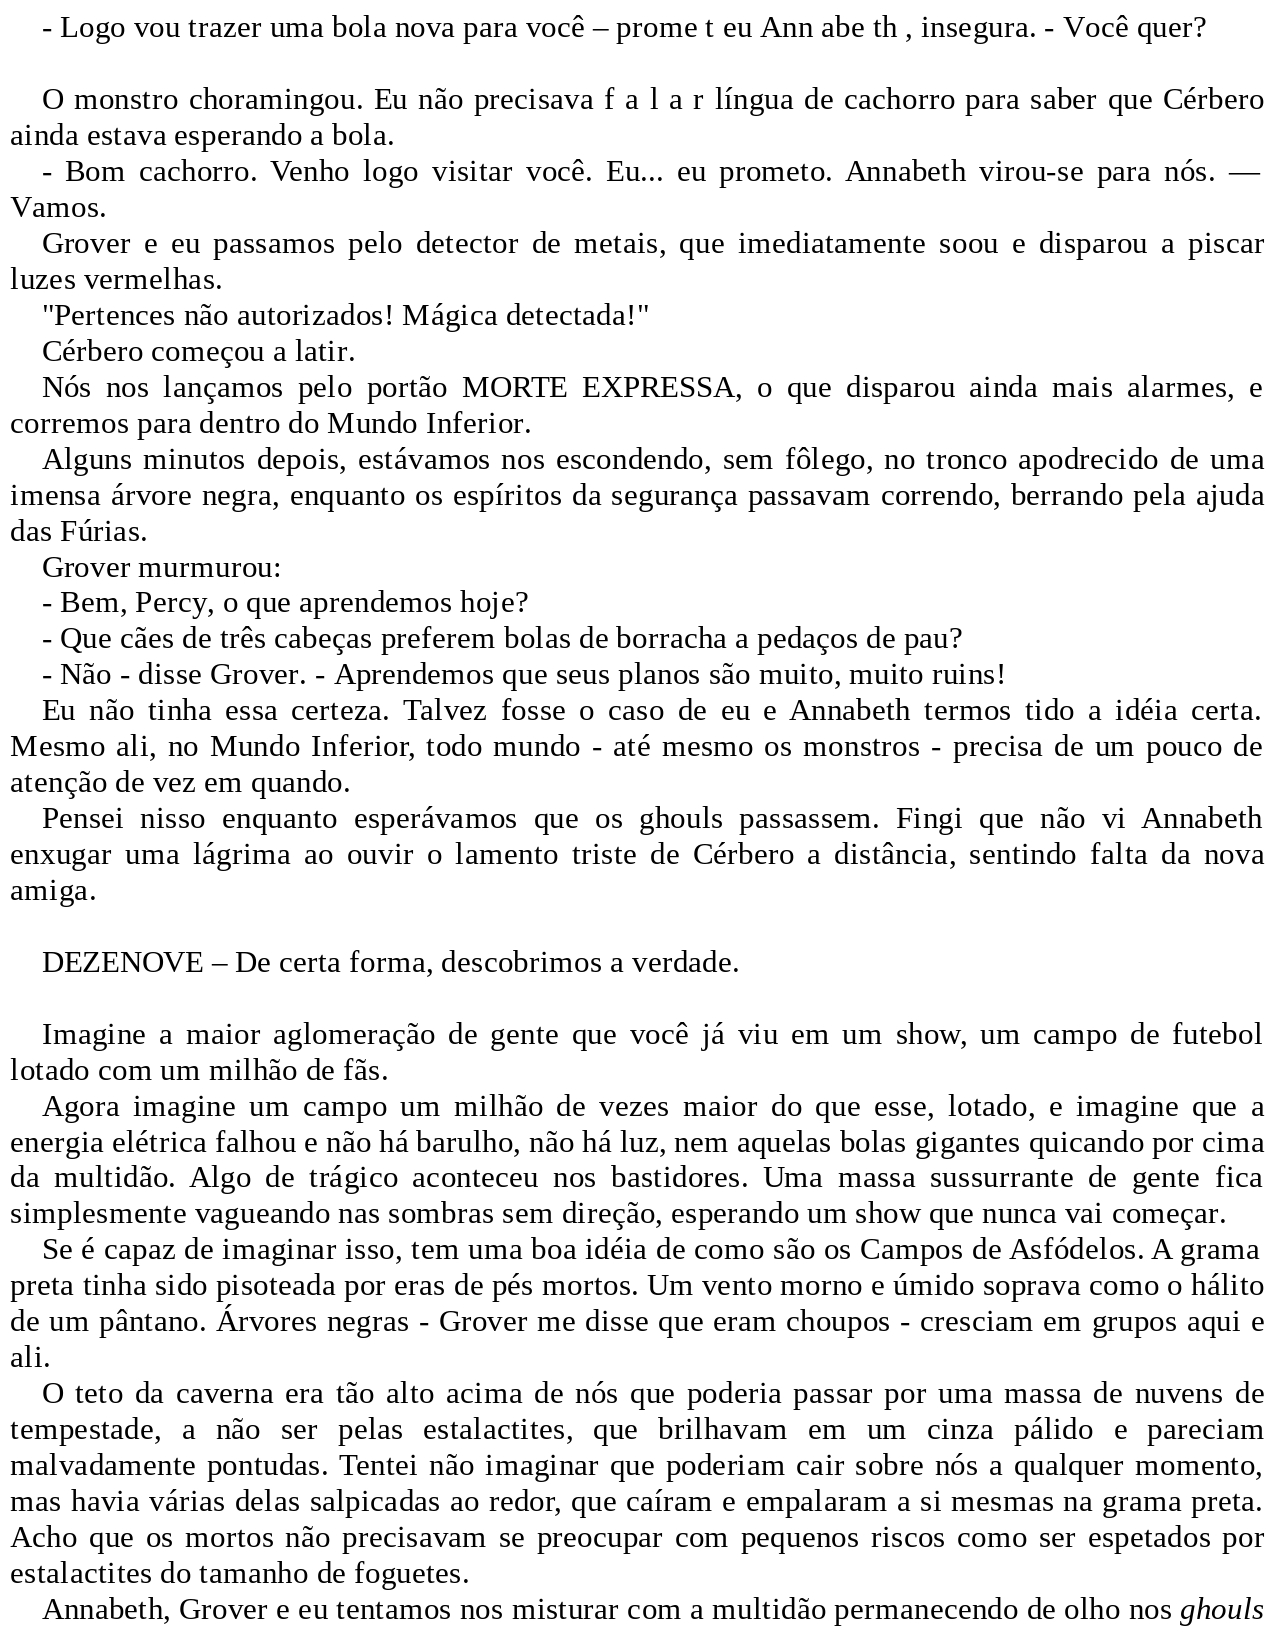 - Logo vou trazer uma bola nova para você – prome t eu Ann abe th , insegura. - Você quer?
O monstro choramingou. Eu não precisava f a l a r língua de cachorro para saber que Cérbero
ainda estava esperando a bola.
- Bom cachorro. Venho logo visitar você. Eu... eu prometo. Annabeth virou-se para nós. —
Vamos.
Grover e eu passamos pelo detector de metais, que imediatamente soou e disparou a piscar
luzes vermelhas.
"Pertences não autorizados! Mágica detectada!"
Cérbero começou a latir.
Nós nos lançamos pelo portão MORTE EXPRESSA, o que disparou ainda mais alarmes, e
corremos para dentro do Mundo Inferior.
Alguns minutos depois, estávamos nos escondendo, sem fôlego, no tronco apodrecido de uma
imensa árvore negra, enquanto os espíritos da segurança passavam correndo, berrando pela ajuda
das Fúrias.
Grover murmurou:
- Bem, Percy, o que aprendemos hoje?
- Que cães de três cabeças preferem bolas de borracha a pedaços de pau?
- Não - disse Grover. - Aprendemos que seus planos são muito, muito ruins!
Eu não tinha essa certeza. Talvez fosse o caso de eu e Annabeth termos tido a idéia certa.
Mesmo ali, no Mundo Inferior, todo mundo - até mesmo os monstros - precisa de um pouco de
atenção de vez em quando.
Pensei nisso enquanto esperávamos que os ghouls passassem. Fingi que não vi Annabeth
enxugar uma lágrima ao ouvir o lamento triste de Cérbero a distância, sentindo falta da nova
amiga.
DEZENOVE – De certa forma, descobrimos a verdade.
Imagine a maior aglomeração de gente que você já viu em um show, um campo de futebol
lotado com um milhão de fãs.
Agora imagine um campo um milhão de vezes maior do que esse, lotado, e imagine que a
energia elétrica falhou e não há barulho, não há luz, nem aquelas bolas gigantes quicando por cima
da multidão. Algo de trágico aconteceu nos bastidores. Uma massa sussurrante de gente fica
simplesmente vagueando nas sombras sem direção, esperando um show que nunca vai começar.
Se é capaz de imaginar isso, tem uma boa idéia de como são os Campos de Asfódelos. A grama
preta tinha sido pisoteada por eras de pés mortos. Um vento morno e úmido soprava como o hálito
de um pântano. Árvores negras - Grover me disse que eram choupos - cresciam em grupos aqui e
ali.
O teto da caverna era tão alto acima de nós que poderia passar por uma massa de nuvens de
tempestade, a não ser pelas estalactites, que brilhavam em um cinza pálido e pareciam
malvadamente pontudas. Tentei não imaginar que poderiam cair sobre nós a qualquer momento,
mas havia várias delas salpicadas ao redor, que caíram e empalaram a si mesmas na grama preta.
Acho que os mortos não precisavam se preocupar com pequenos riscos como ser espetados por
estalactites do tamanho de foguetes.
Annabeth, Grover e eu tentamos nos misturar com a multidão permanecendo de olho nos ghouls